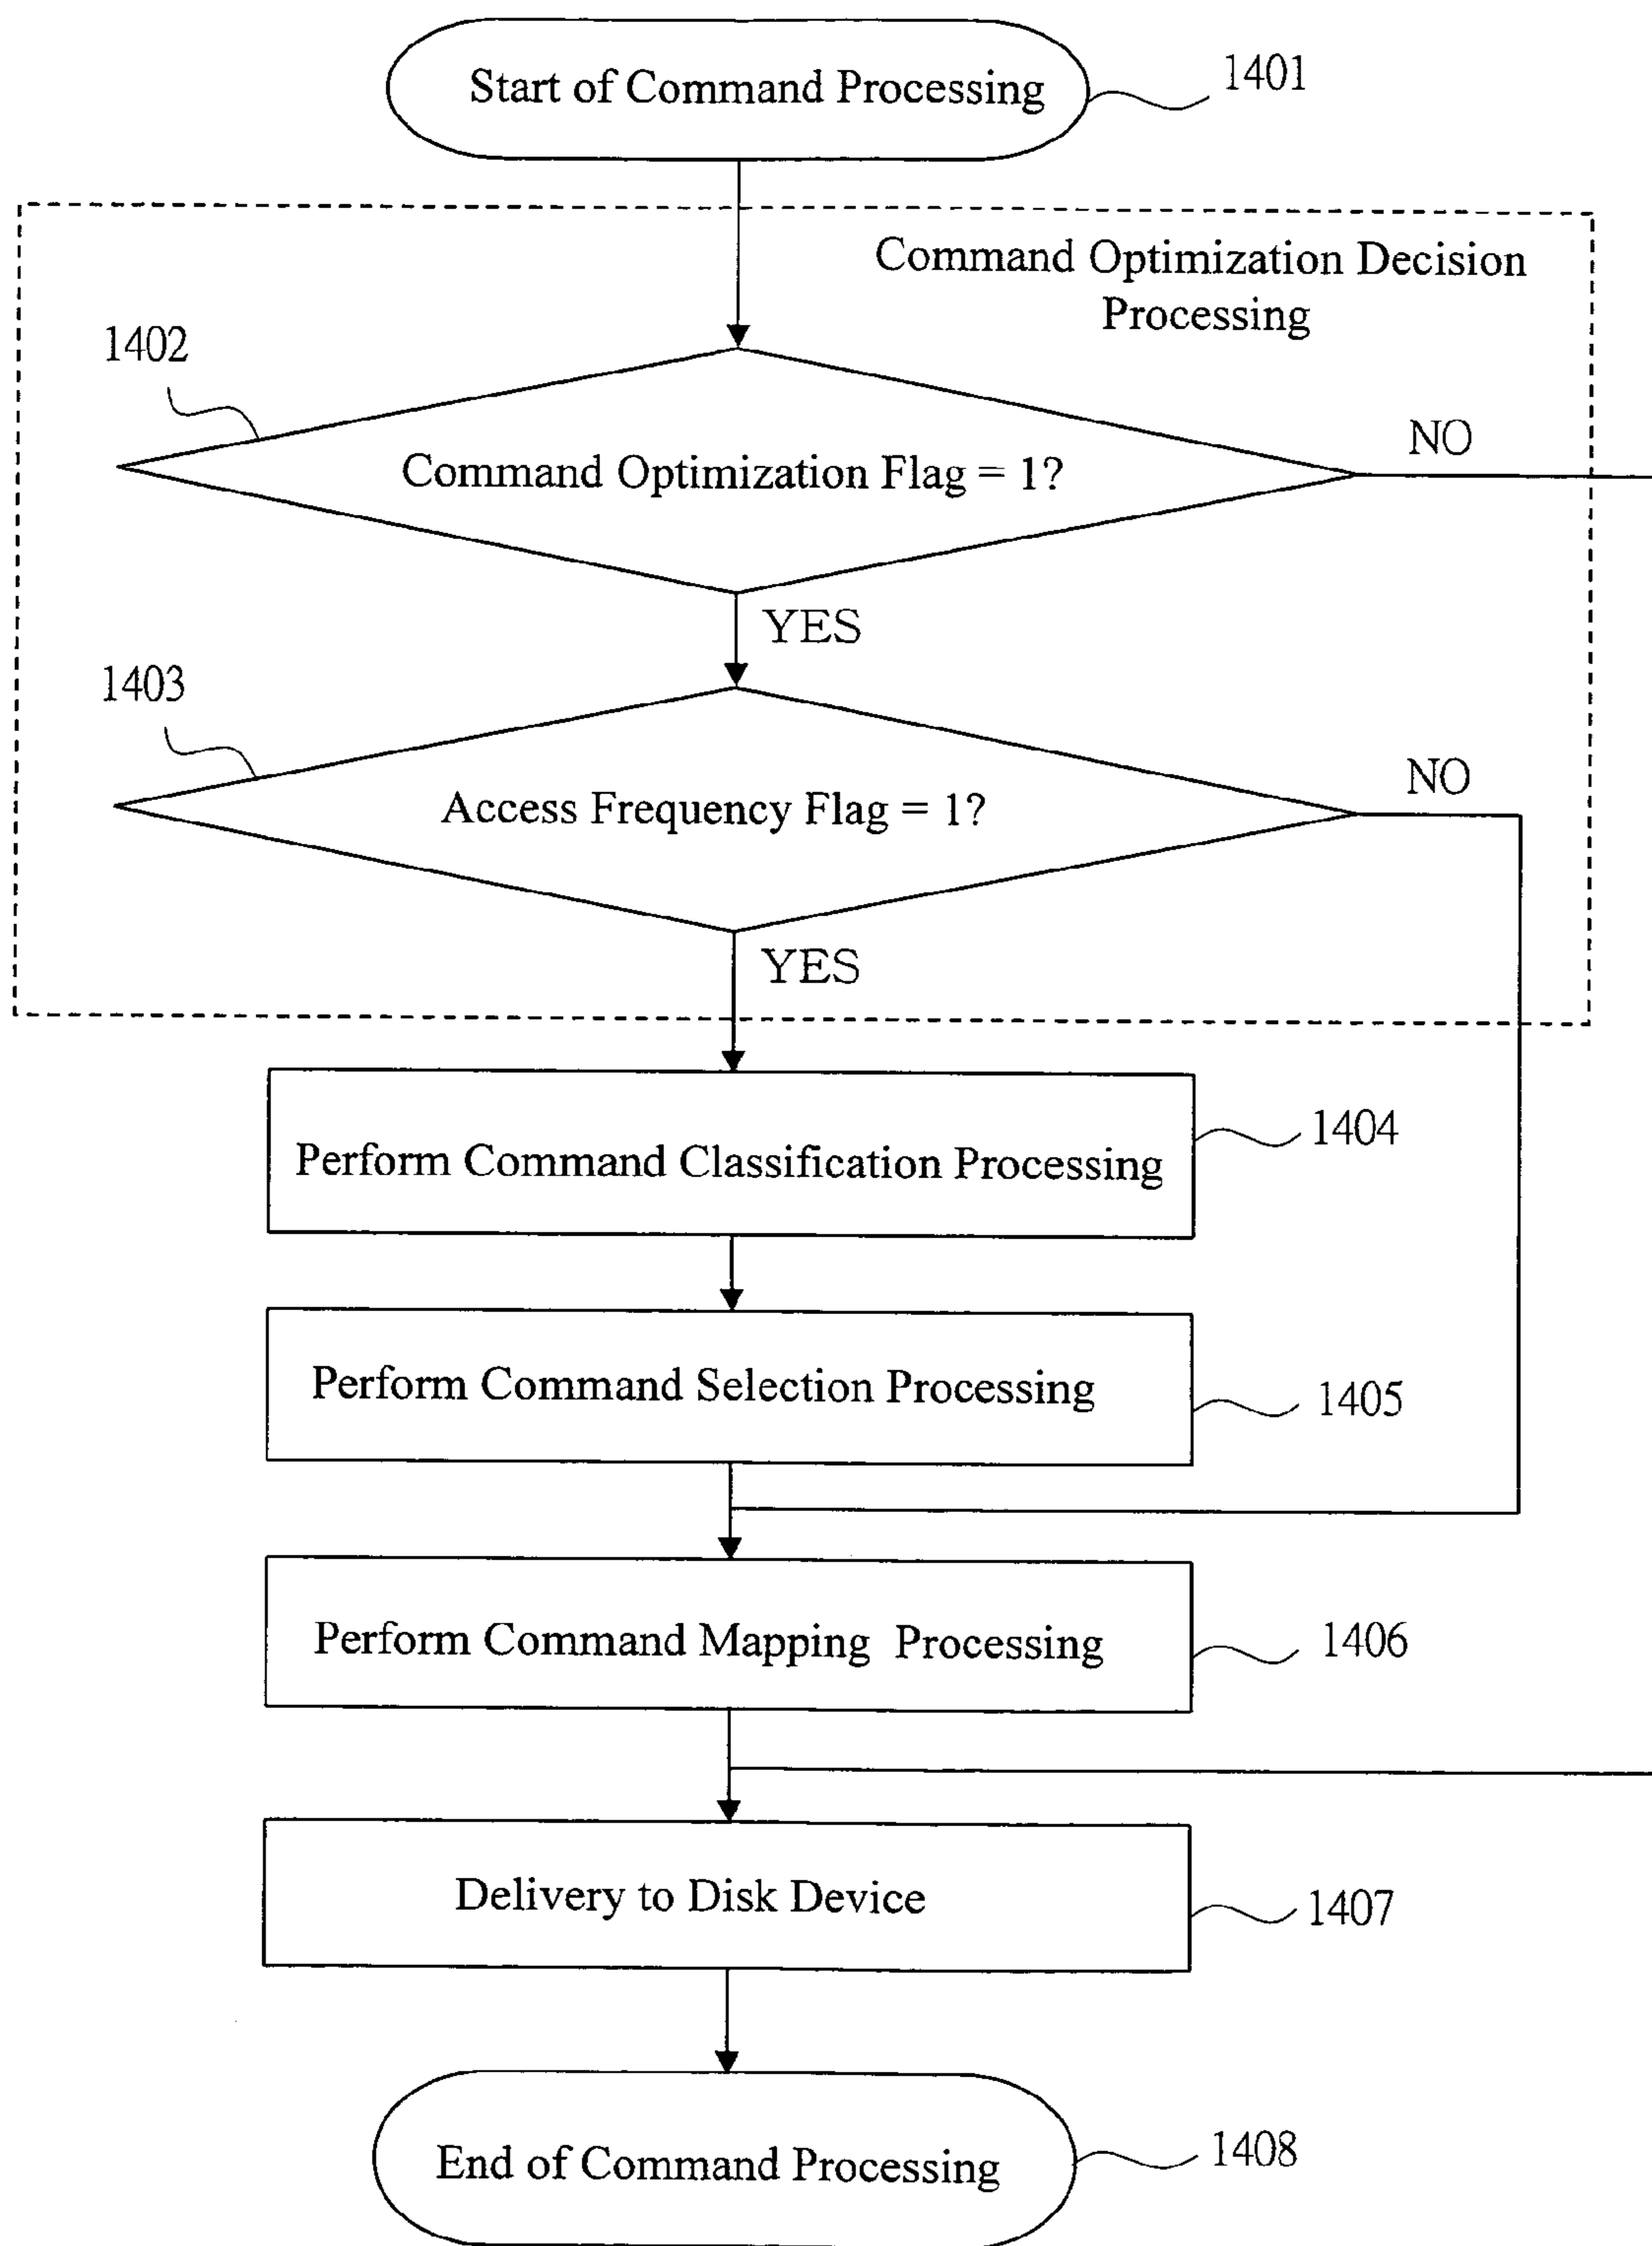 Start of Command Processing
1401
Command Optimization Decision
Processing
1402
Command Optimization Flag = 1?
NO
YES
1403
Access Frequency Flag = 1?
NO
YES
Perform Command Classification Processing
1404
Perform Command Selection Processing
1405
Perform Command Mapping Processing
1406
Delivery to Disk Device
1407
End of Command Processing
1408